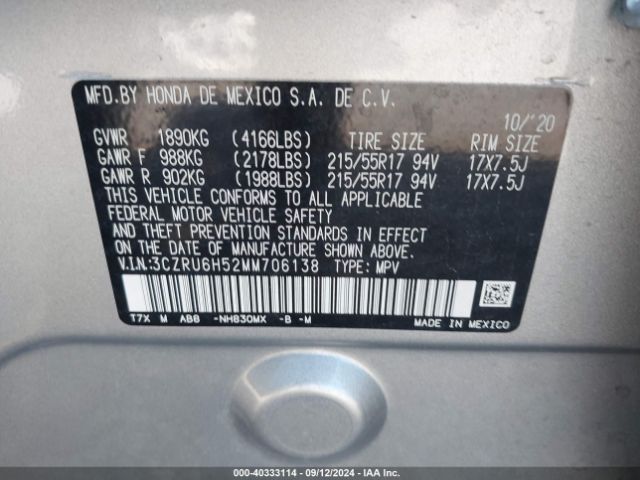 MFD.BY HONDA DE MEXICO S.A. DE C.V.
10/'20
GVWR 1890KG (4166LBS) TIRE SIZE RIM SIZE
GAWR F 988KG (2178LBS) 215/55R17 94V 17X7.5J
GAWR R 902KG (1988LBS) 215/55R17 94V 17X7.5J
THIS VEHICLE CONFORMS TO ALL APPLICABLE
FEDERAL MOTOR VEHICLE SAFETY
AND THEFT PREVENTION STANDARDS IN EFFECT
ON THE DATE OF MANUFACTURE SHOWN ABOVE.
V.I.N.:3CZRU6H52MM706138 TYPE: MPV
T7X M AB8 -NH830MX -B -M
MADE IN MEXICO
000-40333114 - 09/12/2024 - IAA Inc.